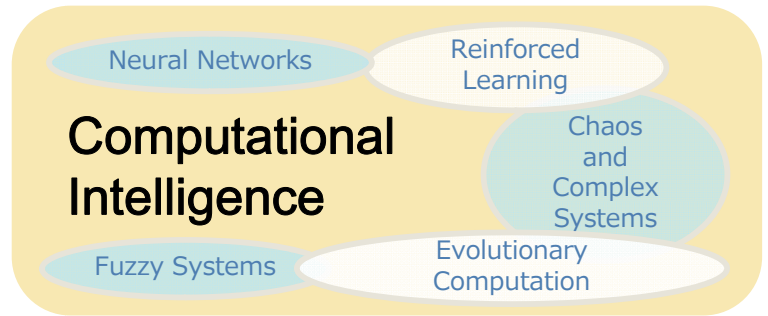 Neural Networks
Reinforced
Learning
Computational
Intelligence
Chaos
and
Complex
Systems
Fuzzy Systems
Evolutionary
Computation